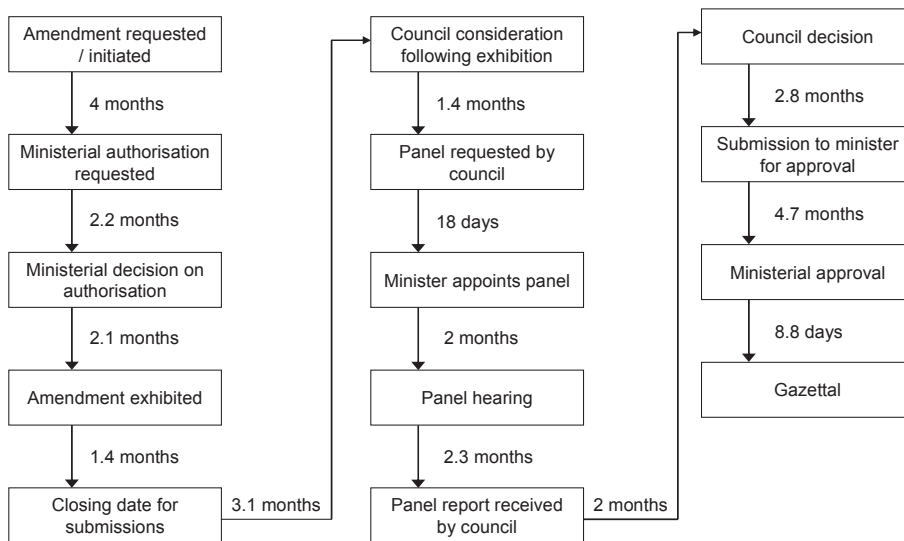 Amendment requested
/ initiated
4 months
Ministerial authorisation
requested
2.2 months
Ministerial decision on
authorisation
2.1 months
Amendment exhibited
1.4 months
Closing date for
submissions
3.1 months
Council consideration
following exhibition
1.4 months
Panel requested by
council
18 days
Minister appoints panel
2 months
Panel hearing
2.3 months
Panel report received
by council
2 months
Council decision
2.8 months
Submission to minister
for approval
4.7 months
Ministerial approval
8.8 days
Gazettal